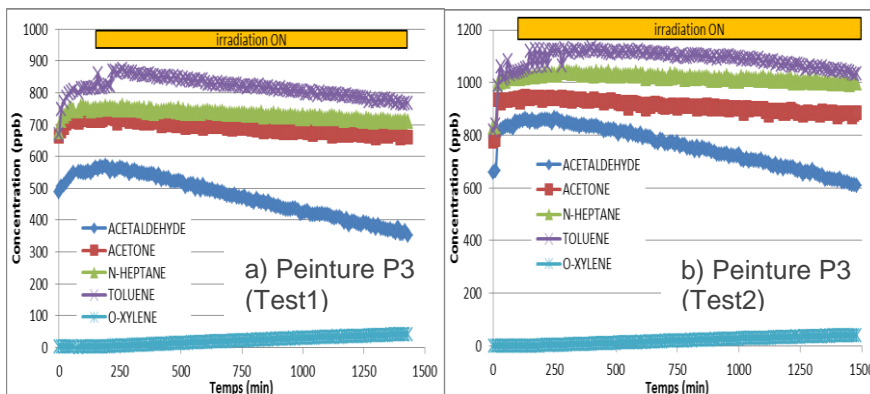 irradiation ON
1000
900
800
700
600
500
400
300
200
100
0
Concentration (ppb)
ACETALDEHYDE
ACETONE
N-HEPTANE
TOLUENE
O-XYLENE
a) Peinture P3
(Test1)
0 250 500 750 1000 1250 1500
Temps (min)
irradiation ON
1200
1000
800
600
400
200
0
Concentration (ppb)
ACETALDEHYDE
ACETONE
N-HEPTANE
TOLUENE
O-XYLENE
b) Peinture P3
(Test2)
0 250 500 750 1000 1250 1500
Temps (min)